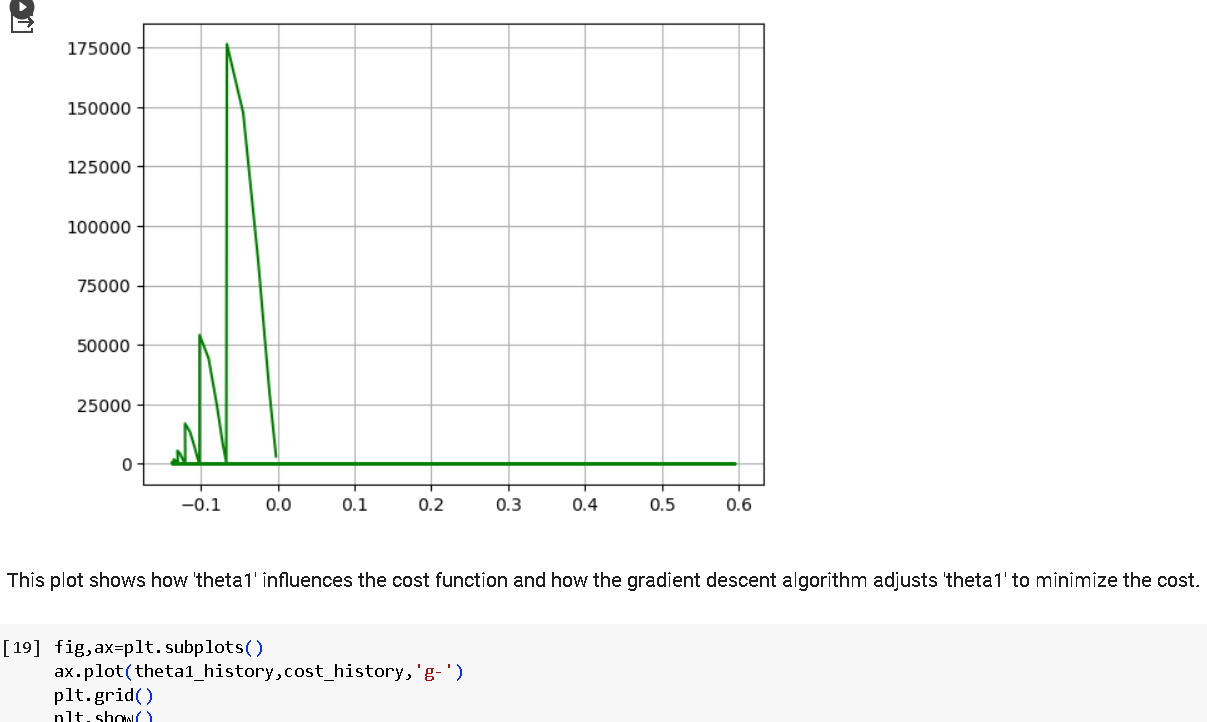 175000
150000
125000
100000
75000
50000
25000
0
−0.1 0.0 0.1 0.2 0.3 0.4 0.5 0.6
This plot shows how 'theta1' influences the cost function and how the gradient descent algorithm adjusts 'theta1' to minimize the cost.
[19] fig,ax=plt.subplots()
ax.plot(theta1_history,cost_history,'g-')
plt.grid()
plt.show()